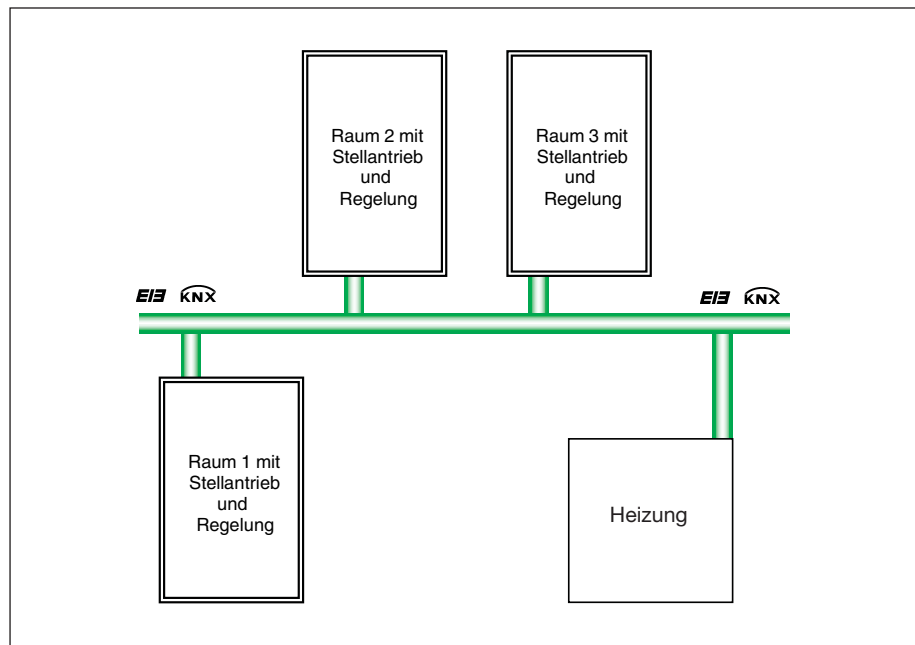 Raum 2 mit
Stellantrieb
und
Regelung
Raum 3 mit
Stellantrieb
und
Regelung
EIB KNX
EIB KNX
Raum 1 mit
Stellantrieb
und
Regelung
Heizung